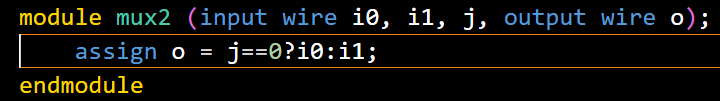 module mux2 (input wire i0, i1, j, output wire o);
    assign o = j==0?i0:i1;
endmodule